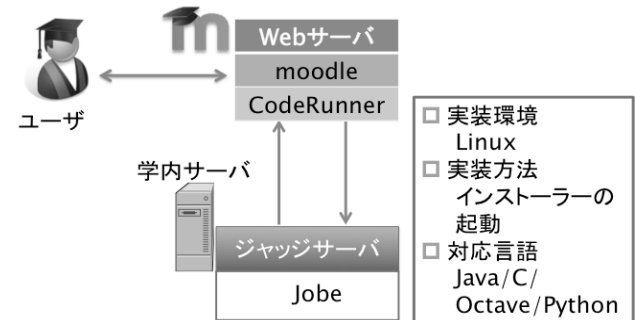 m
Webサーバ
moodle
CodeRunner
ユーザ
学内サーバ
ジャッジサーバ
Jobe
□ 実装環境
Linux
□ 実装方法
インストーラーの
起動
□ 対応言語
Java/C/
Octave/Python